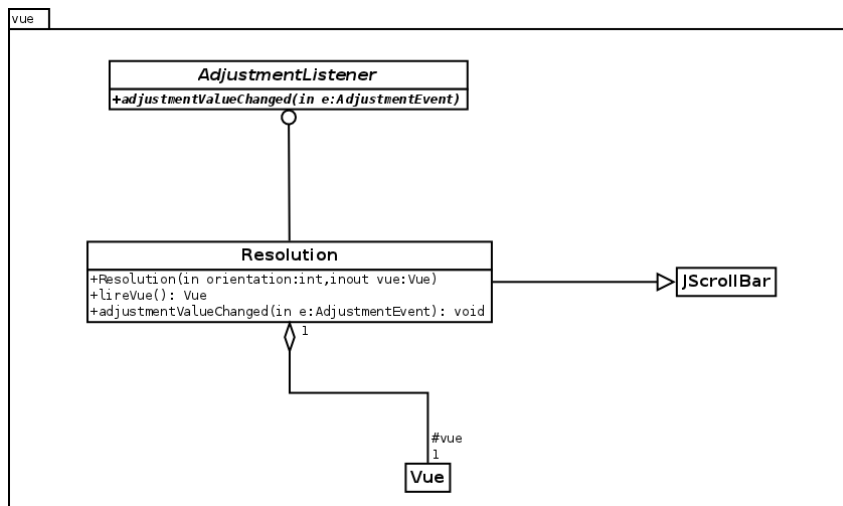 vue
AdjustmentListener
+adjustmentValueChanged(in e:AdjustmentEvent)
Resolution
+Resolution(in orientation:int,inout vue:Vue)
+lireVue(): Vue
+adjustmentValueChanged(in e:AdjustmentEvent): void
JScrollBar
1
#vue
1
Vue